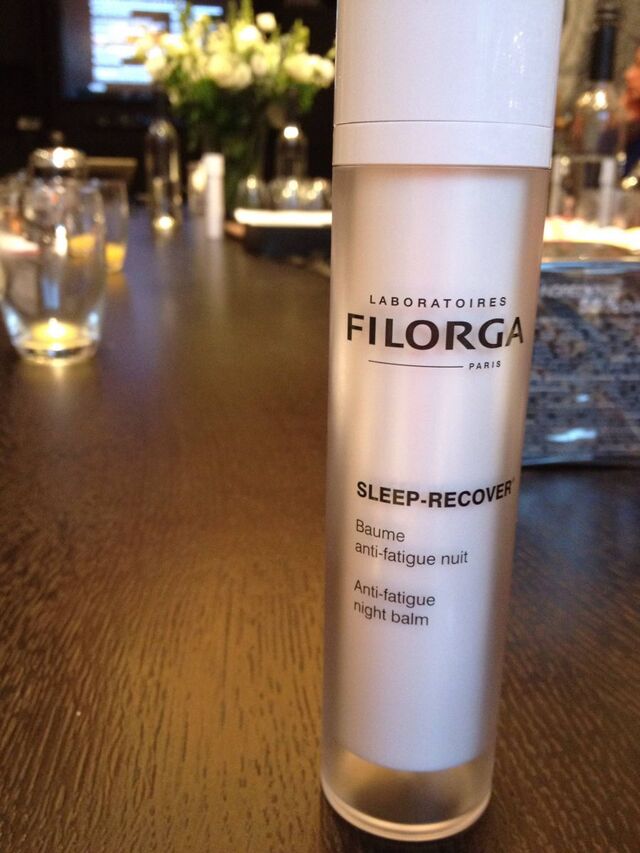 LABORATOIRES
FILORGA
PARIS
SLEEP-RECOVER
Baume
anti-fatigue nuit
Anti-fatigue
night balm